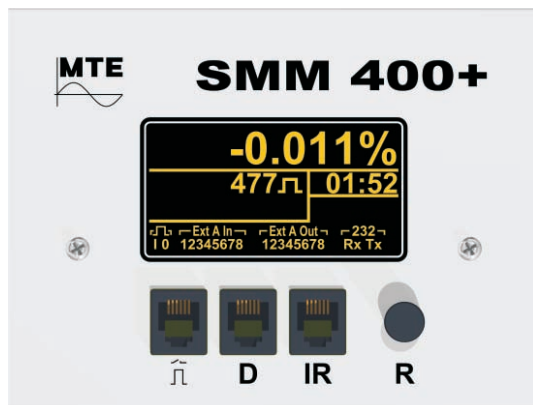 MTE
SMM 400+
-0.011%
477 01:52
Ext A In Ext A Out 232
I 0 12345678 12345678 Rx Tx
D IR R